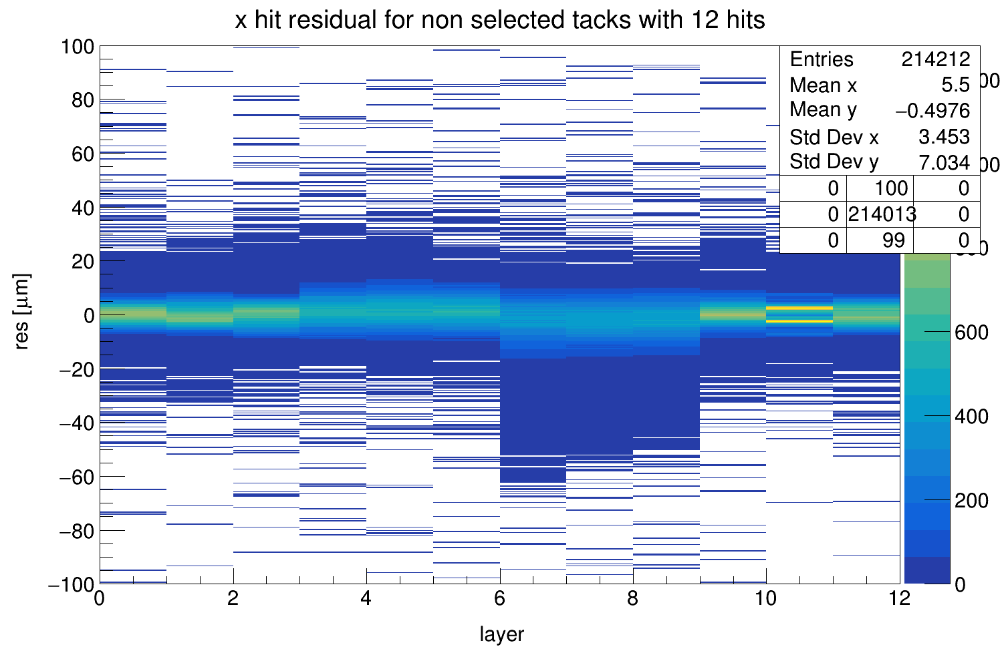 x hit residual for non selected tacks with 12 hits
Entries 214212
Mean x 5.5
Mean y −0.4976
Std Dev x 3.453
Std Dev y 7.034
0 100 0
0 214013 0
0 99 0
res [μm]
100
80
60
40
20
0
−20
−40
−60
−80
−100
0 2 4 6 8 10 12
layer
600
400
200
0